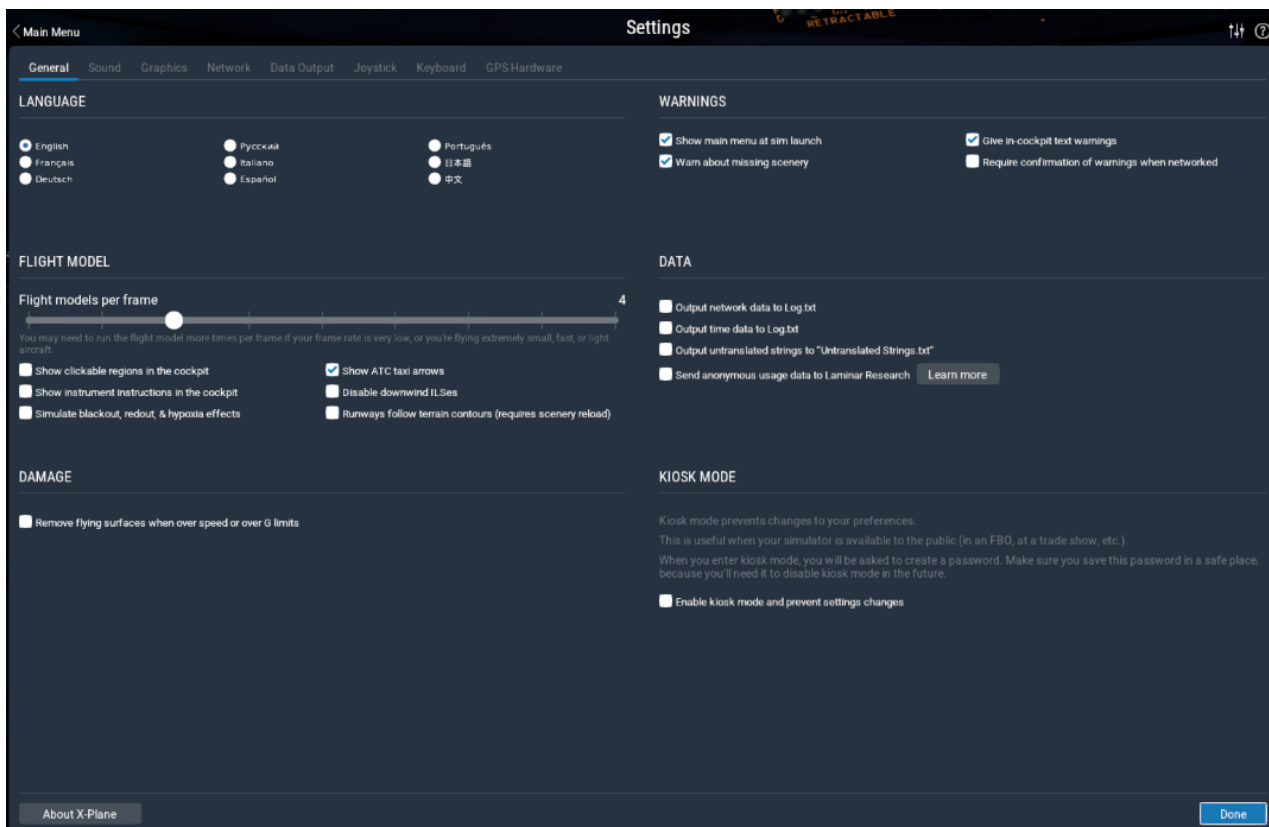 RETRACTABLE
Main Menu
Settings
General Sound Graphics Network Data Output Joystick Keyboard GPS Hardware
LANGUAGE
English
Русский
Português
Français
Italiano
日本語
Deutsch
Español
中文
WARNINGS
Show main menu at sim launch
Give in-cockpit text warnings
Warn about missing scenery
Require confirmation of warnings when networked
FLIGHT MODEL
Flight models per frame 4
You may need to run the flight model more times per frame if your frame rate is very low, or you're flying extremely small, fast, or light
aircraft.
Show clickable regions in the cockpit
Show ATC taxi arrows
Show instrument instructions in the cockpit
Disable downwind ILSes
Simulate blackout, redout, & hypoxia effects
Runways follow terrain contours (requires scenery reload)
DATA
Output network data to Log.txt
Output time data to Log.txt
Output untranslated strings to "Untranslated Strings.txt"
Send anonymous usage data to Laminar Research Learn more
DAMAGE
Remove flying surfaces when over speed or over G limits
KIOSK MODE
Kiosk mode prevents changes to your preferences.
This is useful when your simulator is available to the public (in an FBO, at a trade show, etc.).
When you enter kiosk mode, you will be asked to create a password. Make sure you save this password in a safe place,
because you'll need it to disable kiosk mode in the future.
Enable kiosk mode and prevent settings changes
About X-Plane
Done